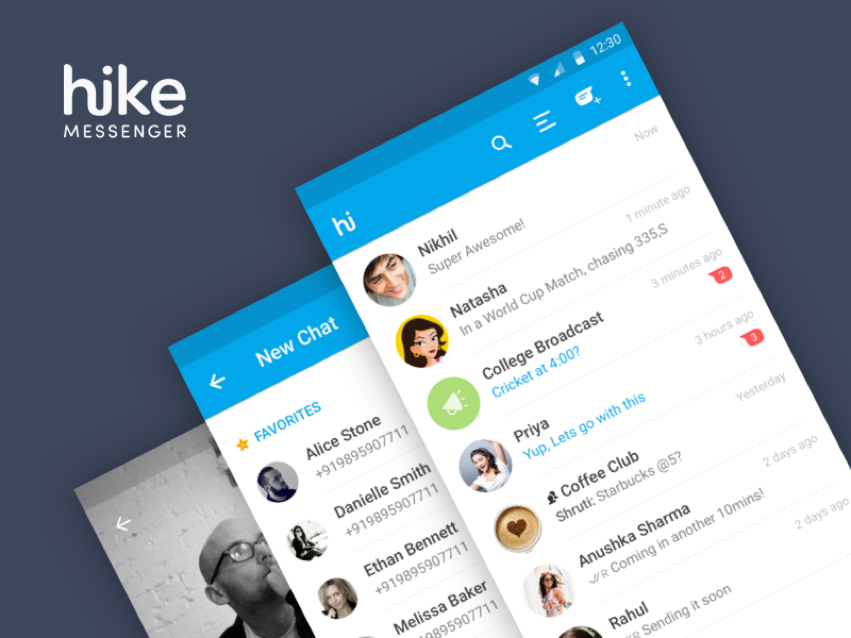 hike
MESSENGER
12:30
hi
Now
Nikhil
Super Awesome!
1 minute ago
Natasha
In a World Cup Match, chasing 335,S
3 minutes ago
College Broadcast
Cricket at 4:00?
2
3 hours ago
Priya
Yup, Lets go with this
3
Yesterday
Coffee Club
Shruti: Starbucks @5?
2 days ago
Anushka Sharma
R Coming in another 10mins!
2 days ago
Rahul
R Sending it soon
New Chat
FAVORITES
Alice Stone
+919895907711
Danielle Smith
+919895907711
Ethan Bennett
+919895907711
Melissa Baker
+919895907711